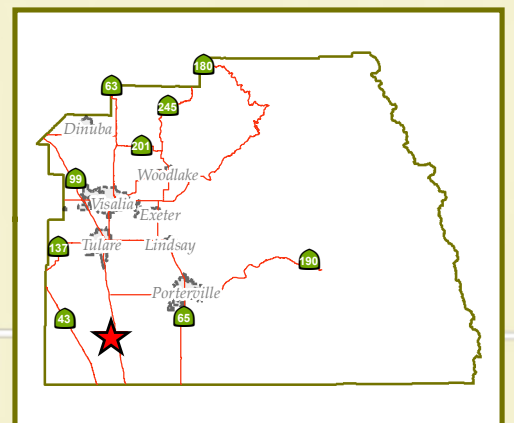 180
63
245
Dinuba
201
Woodlake
99
Visalia
Exeter
137
Tulare
Lindsay
190
Porterville
43
65